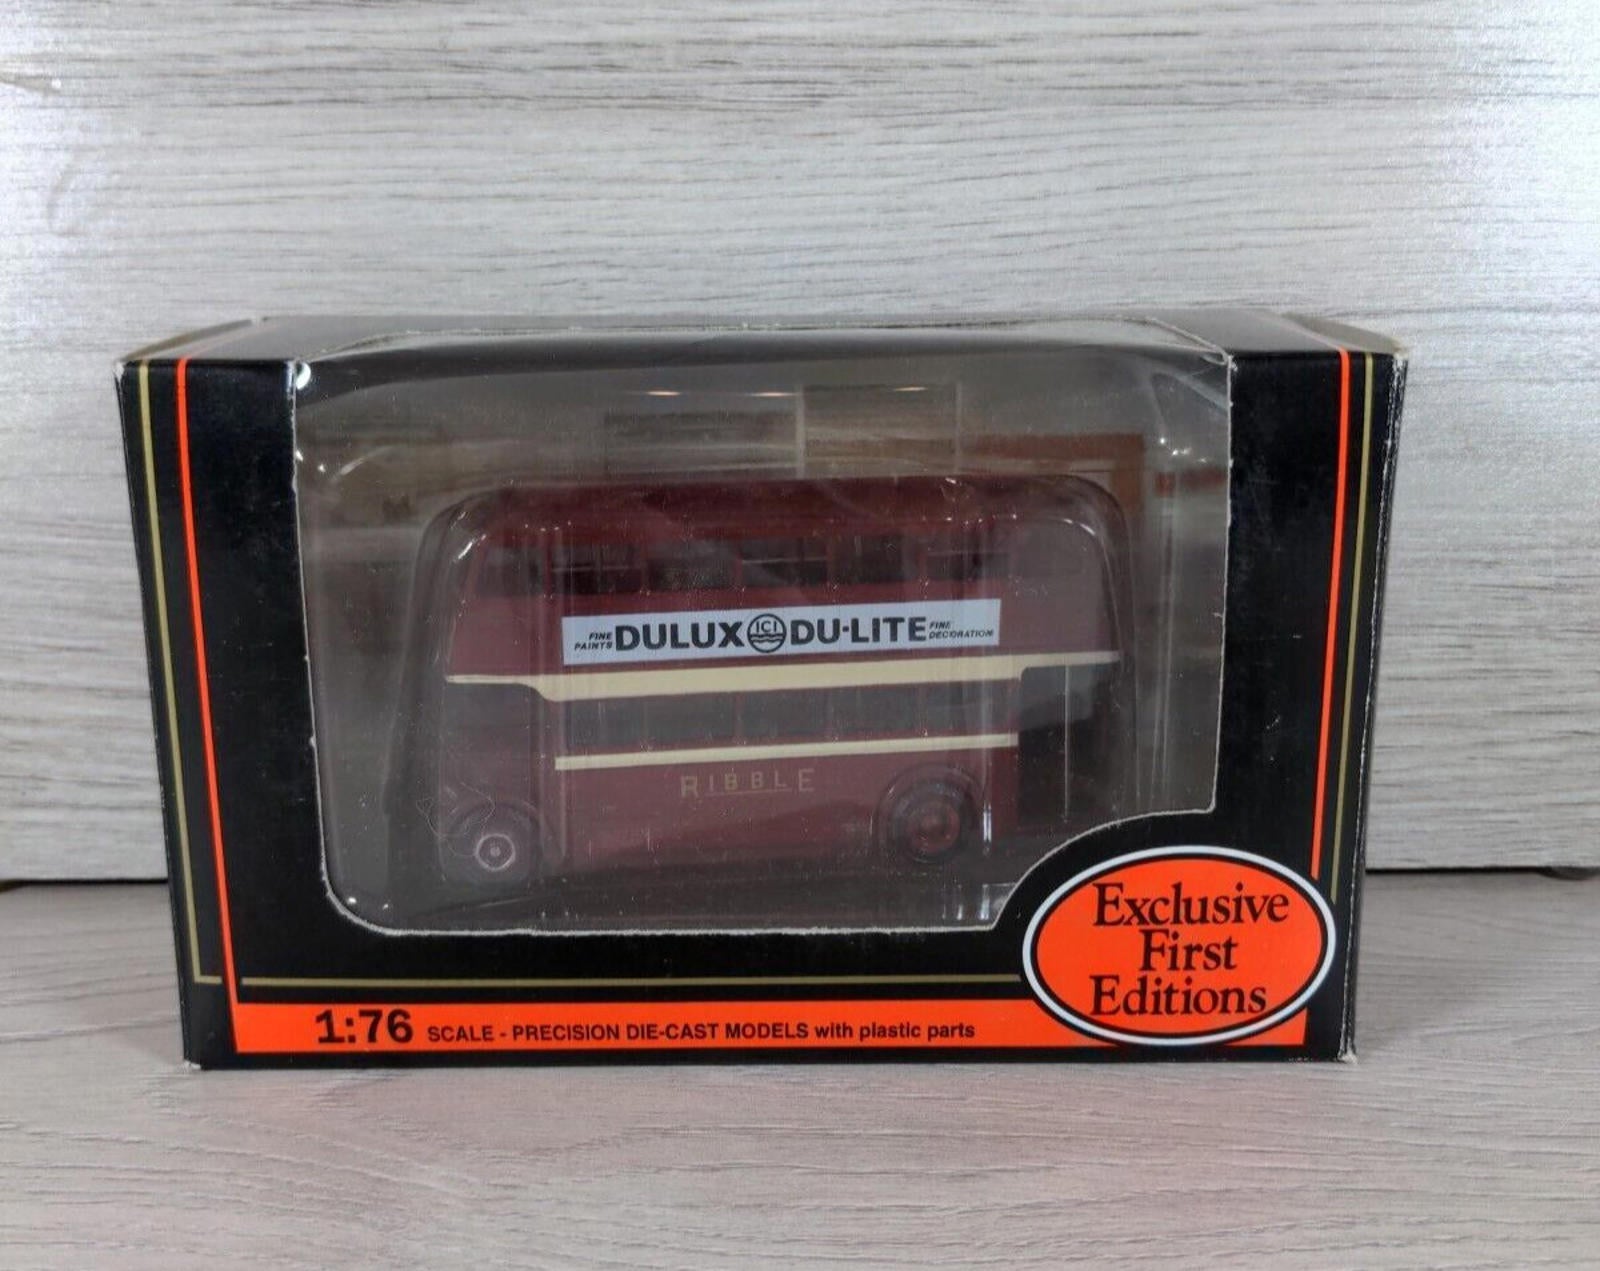 FINE PAINTS DULUX ICI DU·LITE FINE DECORATION
RIBBLE
Exclusive
First
Editions
1:76 SCALE - PRECISION DIE-CAST MODELS with plastic parts